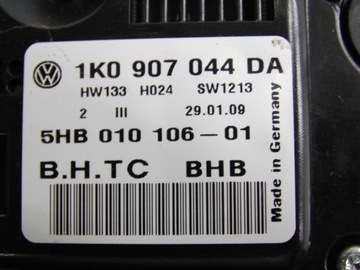 1K0 907 044 DA
HW133 H024 SW1213
2 III 29.01.09
5HB 010 106-01
B.H.TC BHB
Made in Germany